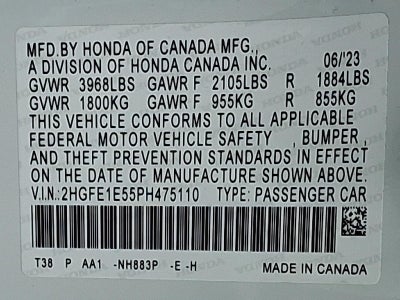 MFD.BY HONDA OF CANADA MFG.,
A DIVISION OF HONDA CANADA INC. 06/'23
GVWR 3968LBS GAWR F 2105LBS R 1884LBS
GVWR 1800KG GAWR F 955KG R 855KG
THIS VEHICLE CONFORMS TO ALL APPLICABLE
FEDERAL MOTOR VEHICLE SAFETY , BUMPER,
AND THEFT PREVENTION STANDARDS IN EFFECT
ON THE DATE OF MANUFACTURE SHOWN ABOVE.
V.I.N.:2HGFE1E55PH475110 TYPE: PASSENGER CAR
T38 P AA1 -NH883P -E -H
MADE IN CANADA